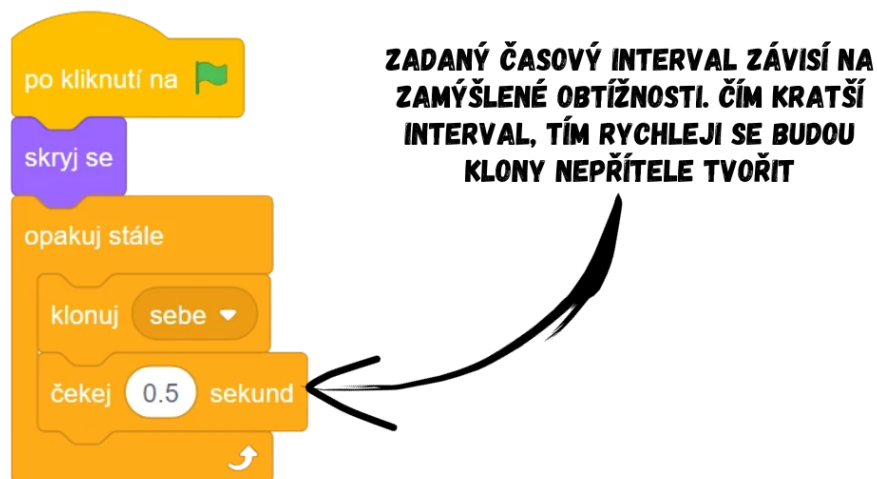 po kliknutí na
skryj se
opakuj stále
klonuj sebe
čekej 0.5 sekund
ZADANÝ ČASOVÝ INTERVAL ZÁVISÍ NA
ZAMÝŠLENÉ OBTÍŽNOSTI. ČÍM KRATŠÍ
INTERVAL, TÍM RYCHLEJI SE BUDOU
KLONY NEPŘÍTELE TVOŘIT